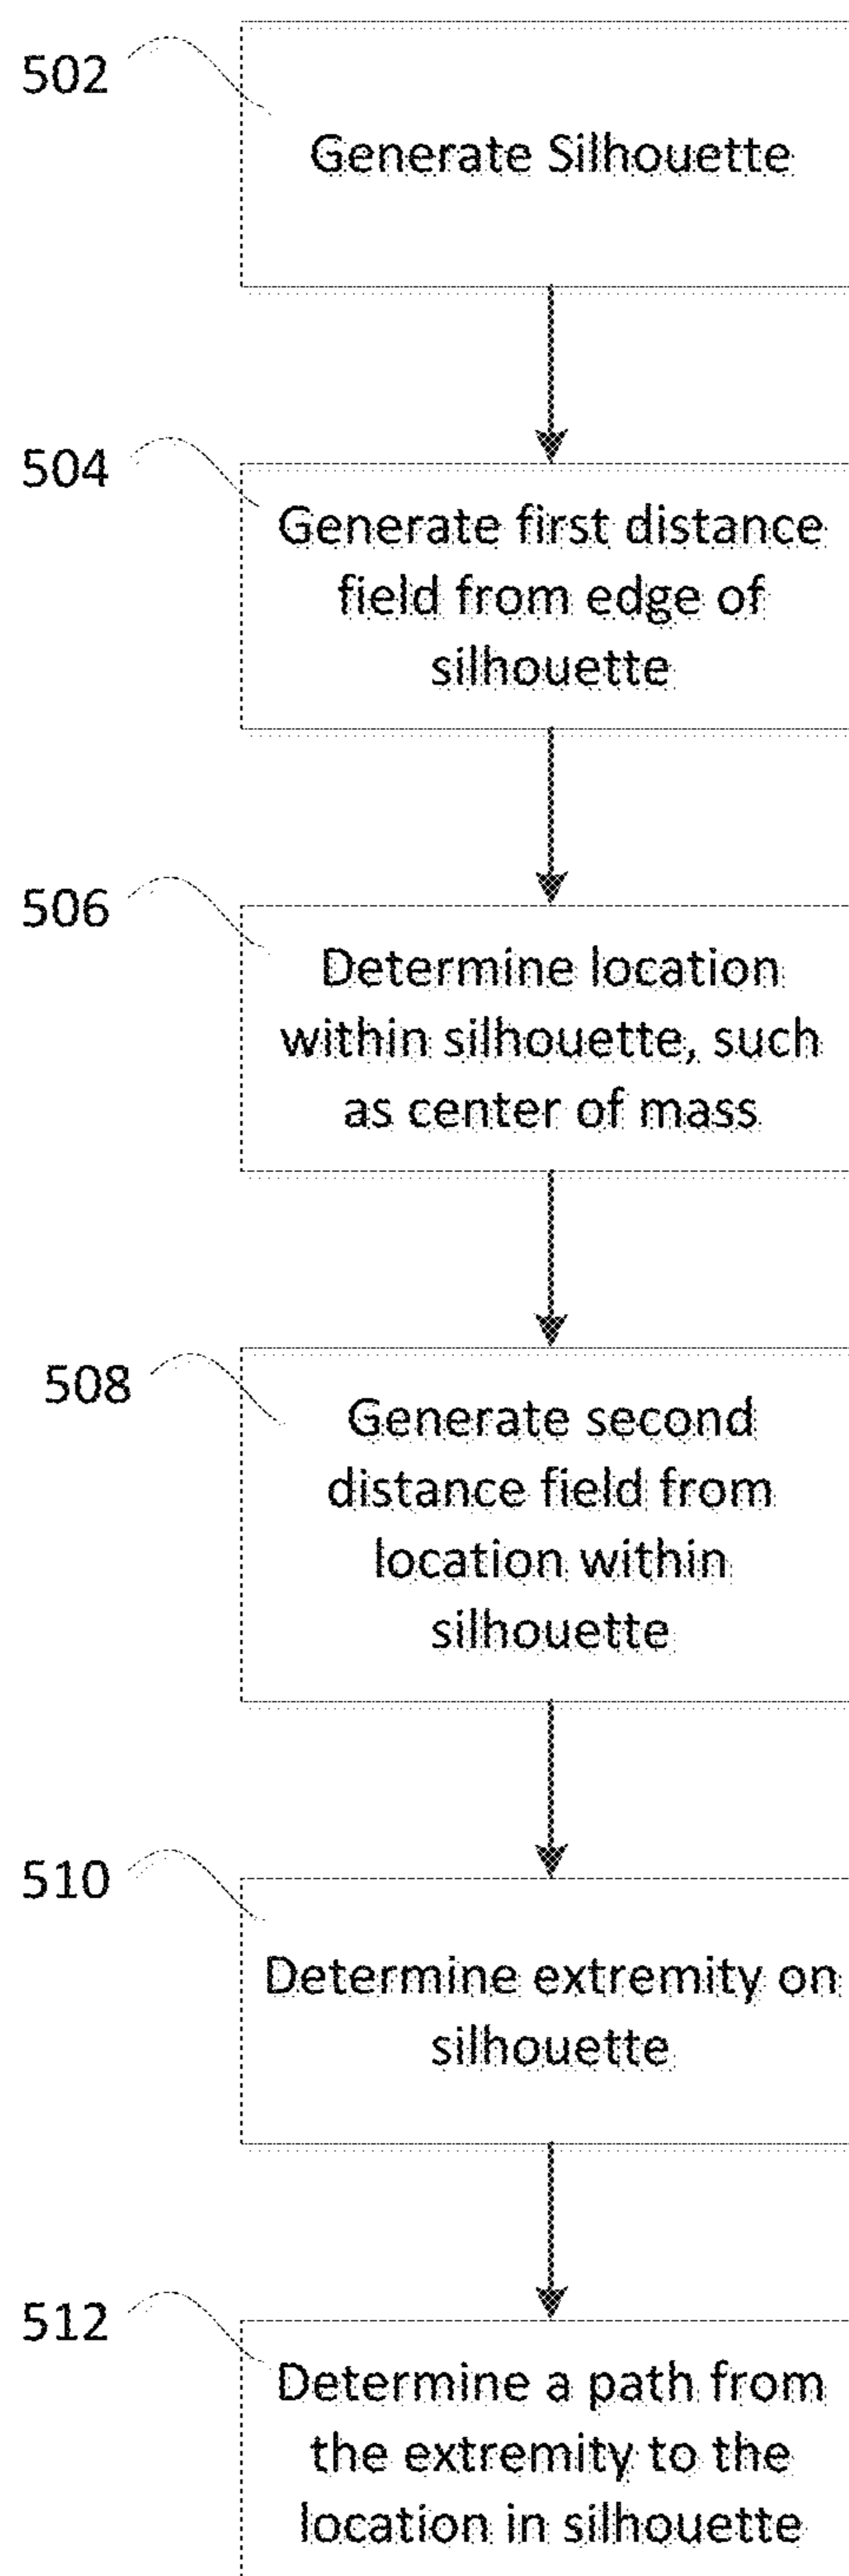 502
Generate Silhouette
504
Generate first distance
field from edge of
silhouette
506
Determine location
within silhouette, such
as center of mass
508
Generate second
distance field from
location within
silhouette
510
Determine extremity on
silhouette
512
Determine a path from
the extremity to the
location in silhouette